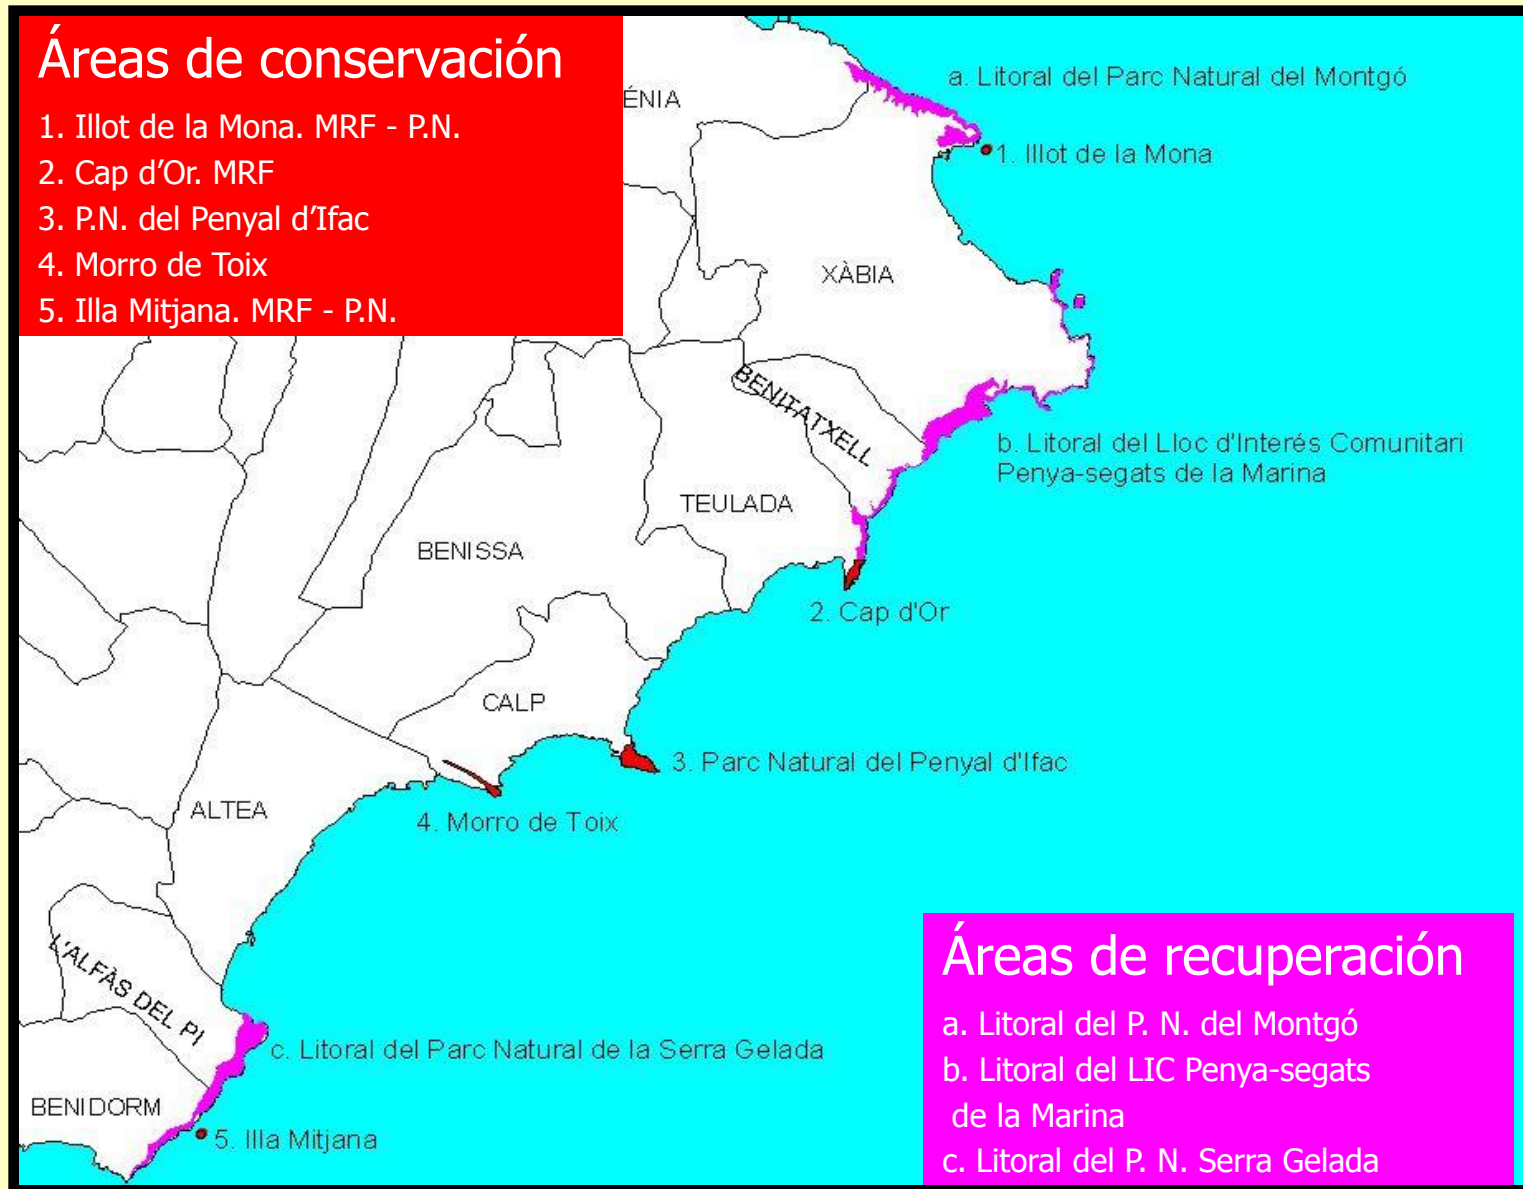 Áreas de conservación
1. Illot de la Mona. MRF - P.N.
2. Cap d’Or. MRF
3. P.N. del Penyal d’Ifac
4. Morro de Toix
5. Illa Mitjana. MRF - P.N.
ÉNIA
a. Litoral del Parc Natural del Montgó
1. Illot de la Mona
XÀBIA
BENITATXELL
b. Litoral del Lloc d'Interés Comunitari
Penya-segats de la Marina
TEULADA
BENISSA
2. Cap d'Or
CALP
3. Parc Natural del Penyal d'Ifac
ALTEA
4. Morro de Toix
L'ALFÀS DEL PI
c. Litoral del Parc Natural de la Serra Gelada
BENIDORM
5. Illa Mitjana
Áreas de recuperación
a. Litoral del P. N. del Montgó
b. Litoral del LIC Penya-segats
de la Marina
c. Litoral del P. N. Serra Gelada